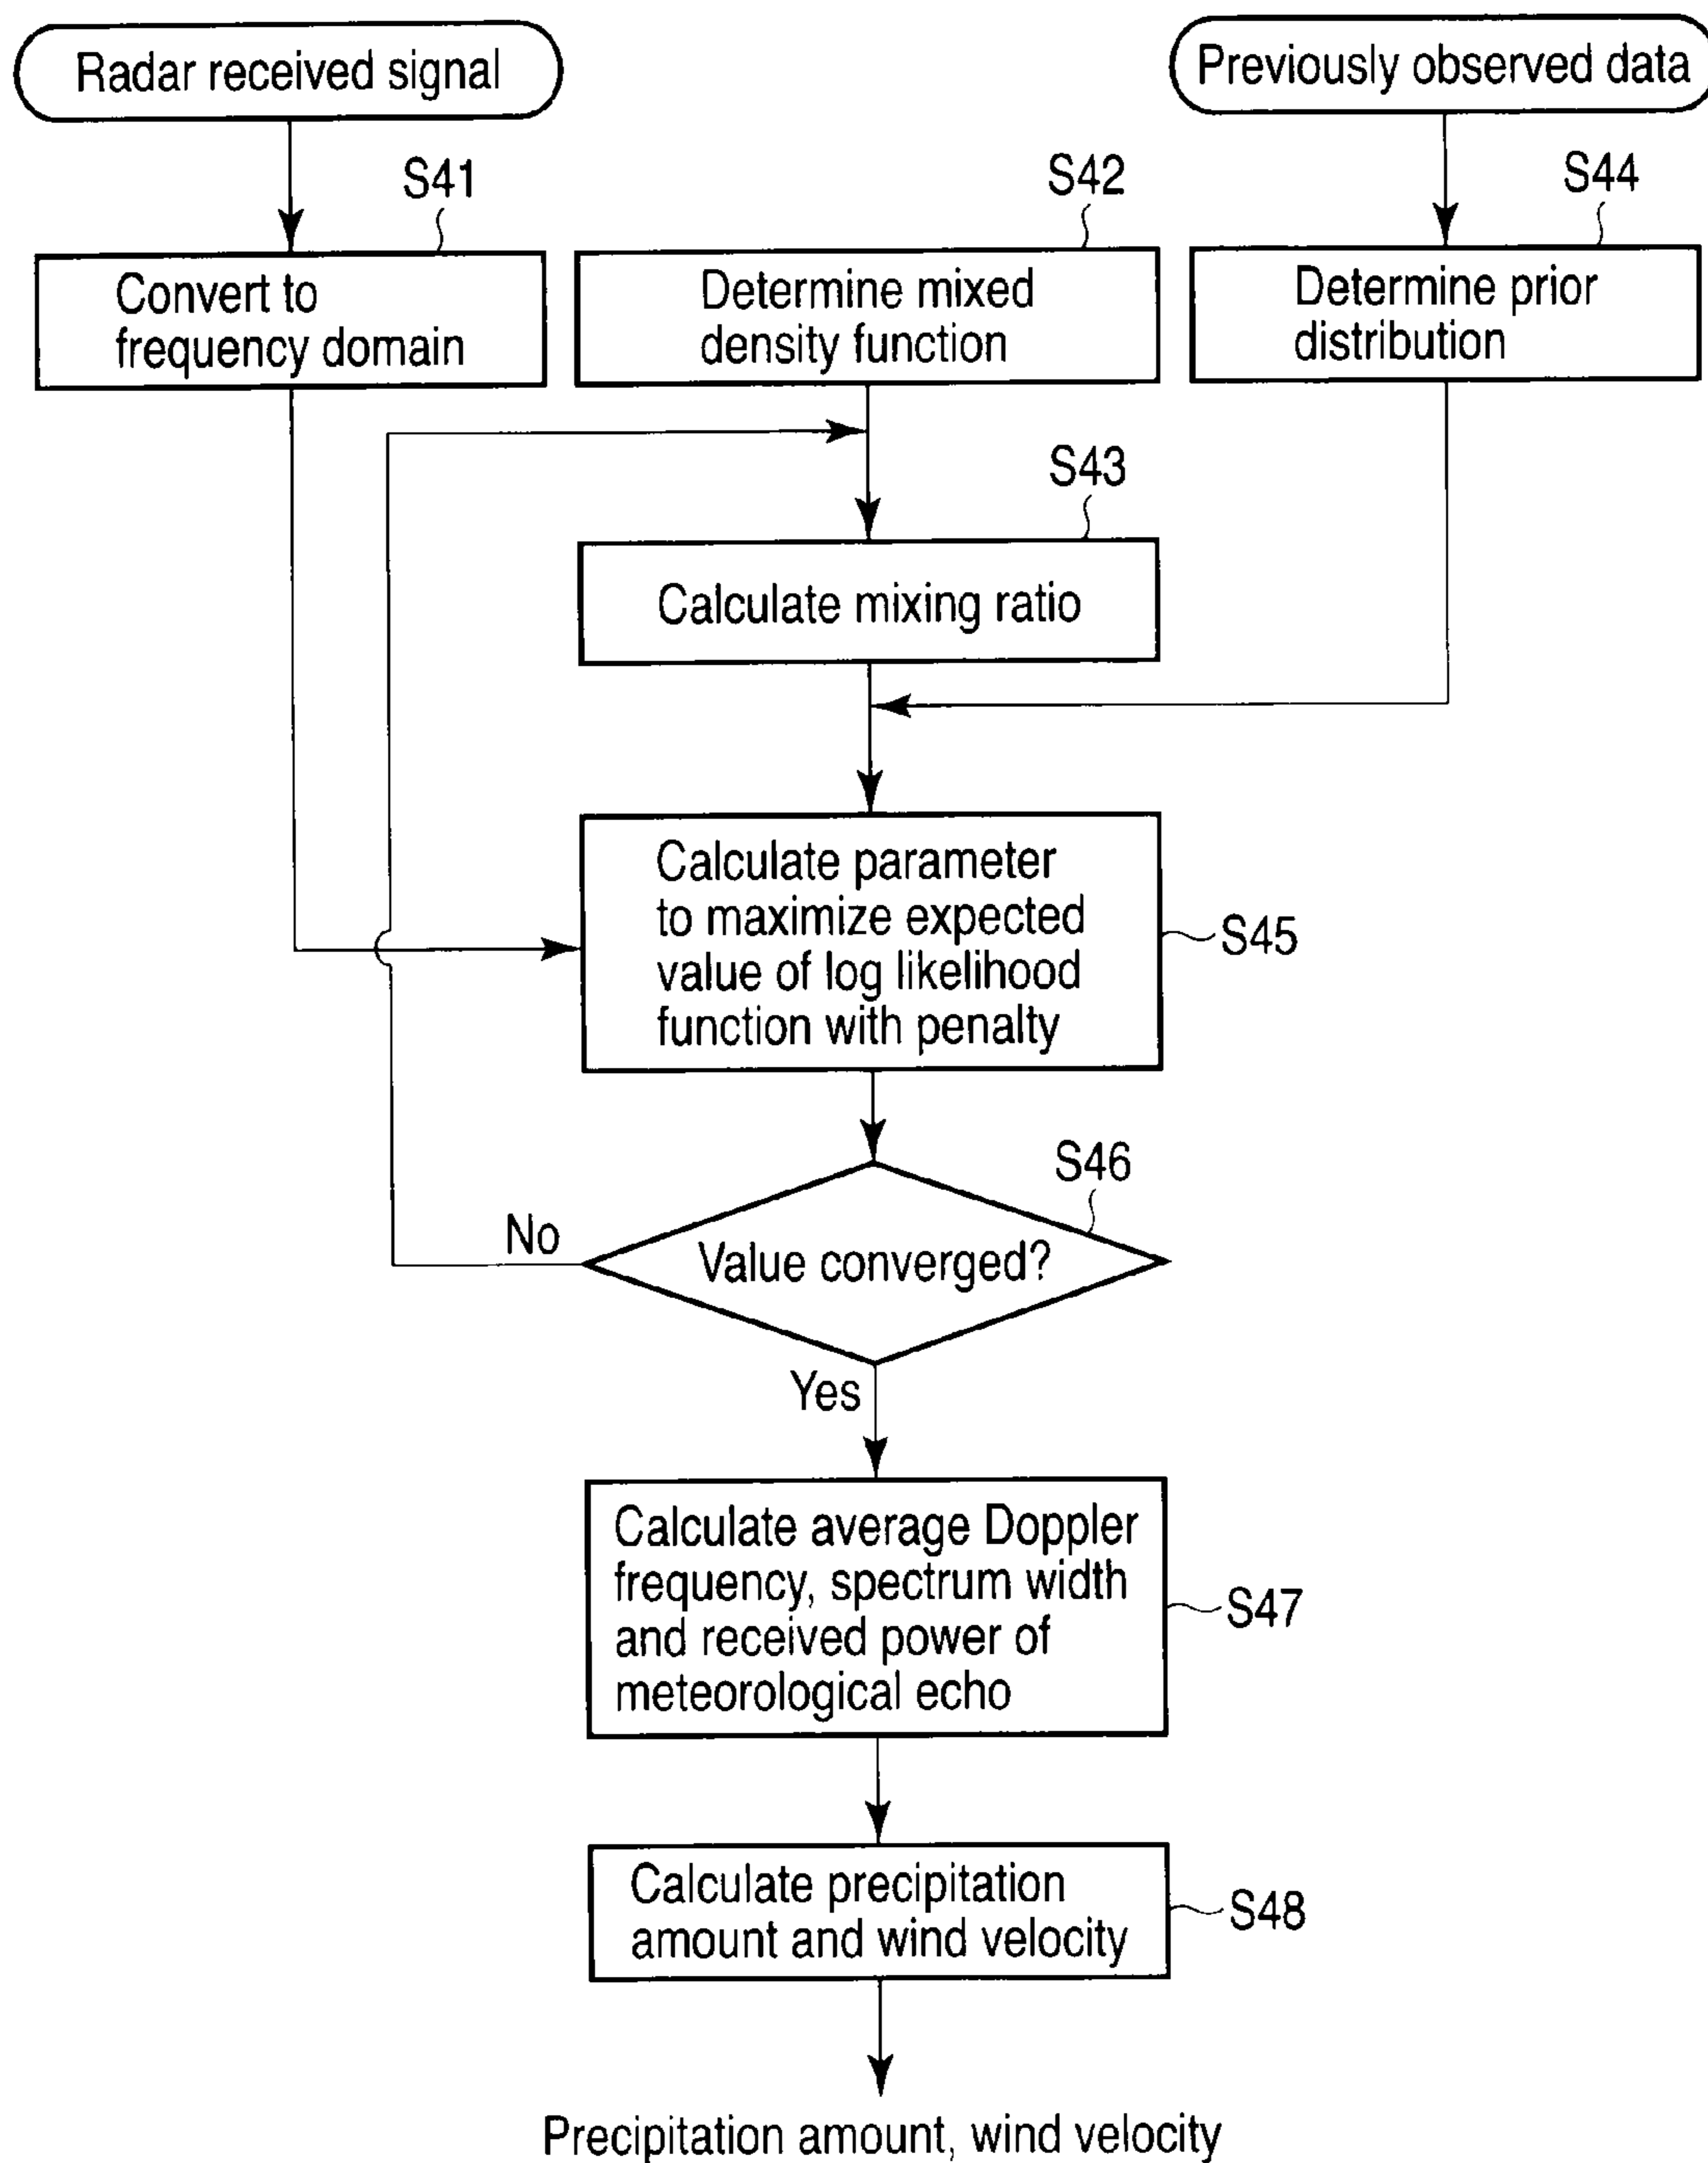 Radar received signal
Previously observed data
S41
S42
S44
Convert to
frequency domain
Determine mixed
density function
Determine prior
distribution
S43
Calculate mixing ratio
Calculate parameter
to maximize expected
value of log likelihood
function with penalty
S45
S46
No
Value converged?
Yes
Calculate average Doppler
frequency, spectrum width
and received power of
meteorological echo
S47
Calculate precipitation
amount and wind velocity
S48
Precipitation amount, wind velocity